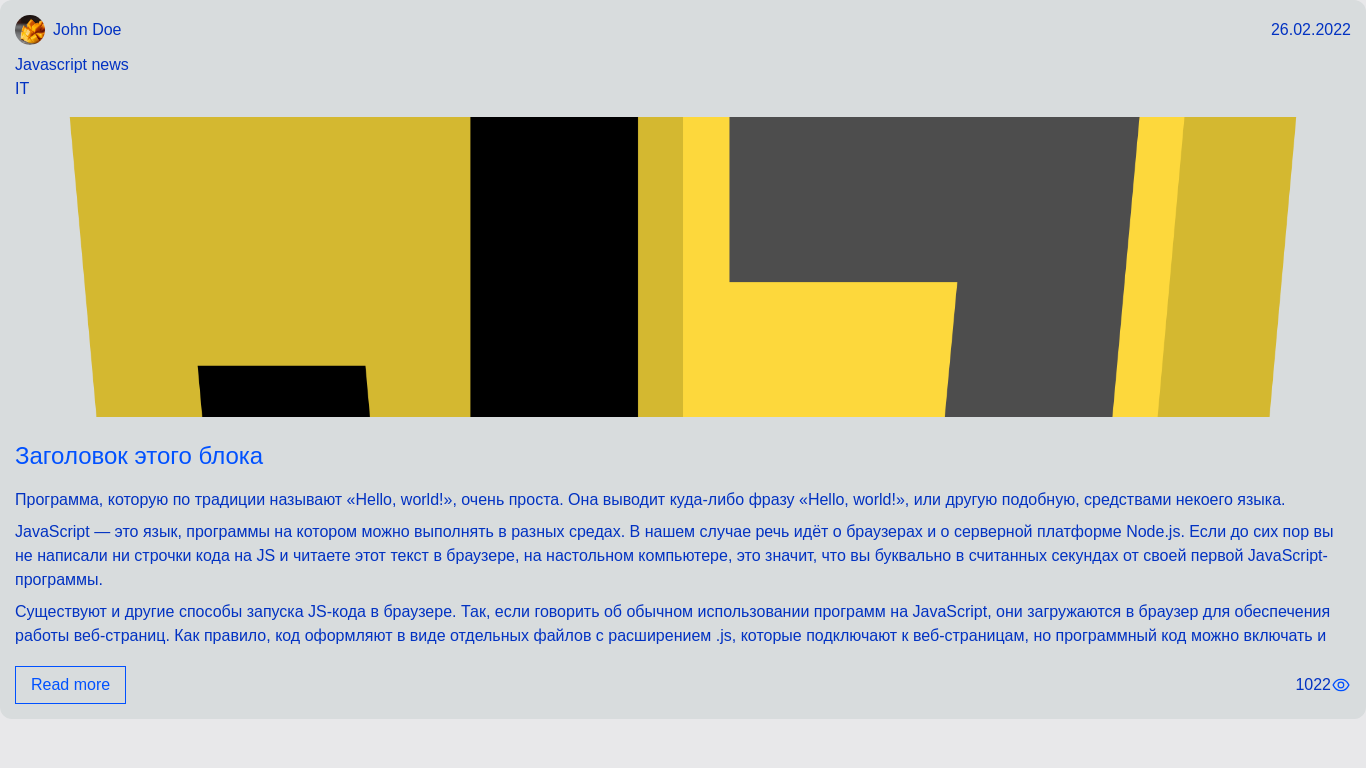 John Doe
26.02.2022
Javascript news
IT
Заголовок этого блока
Программа, которую по традиции называют «Hello, world!», очень проста. Она выводит куда-либо фразу «Hello, world!», или другую подобную, средствами некоего языка.
JavaScript — это язык, программы на котором можно выполнять в разных средах. В нашем случае речь идёт о браузерах и о серверной платформе Node.js. Если до сих пор вы
не написали ни строчки кода на JS и читаете этот текст в браузере, на настольном компьютере, это значит, что вы буквально в считанных секундах от своей первой JavaScript-
программы.
Существуют и другие способы запуска JS-кода в браузере. Так, если говорить об обычном использовании программ на JavaScript, они загружаются в браузер для обеспечения
работы веб-страниц. Как правило, код оформляют в виде отдельных файлов с расширением .js, которые подключают к веб-страницам, но программный код можно включать и
Read more
1022